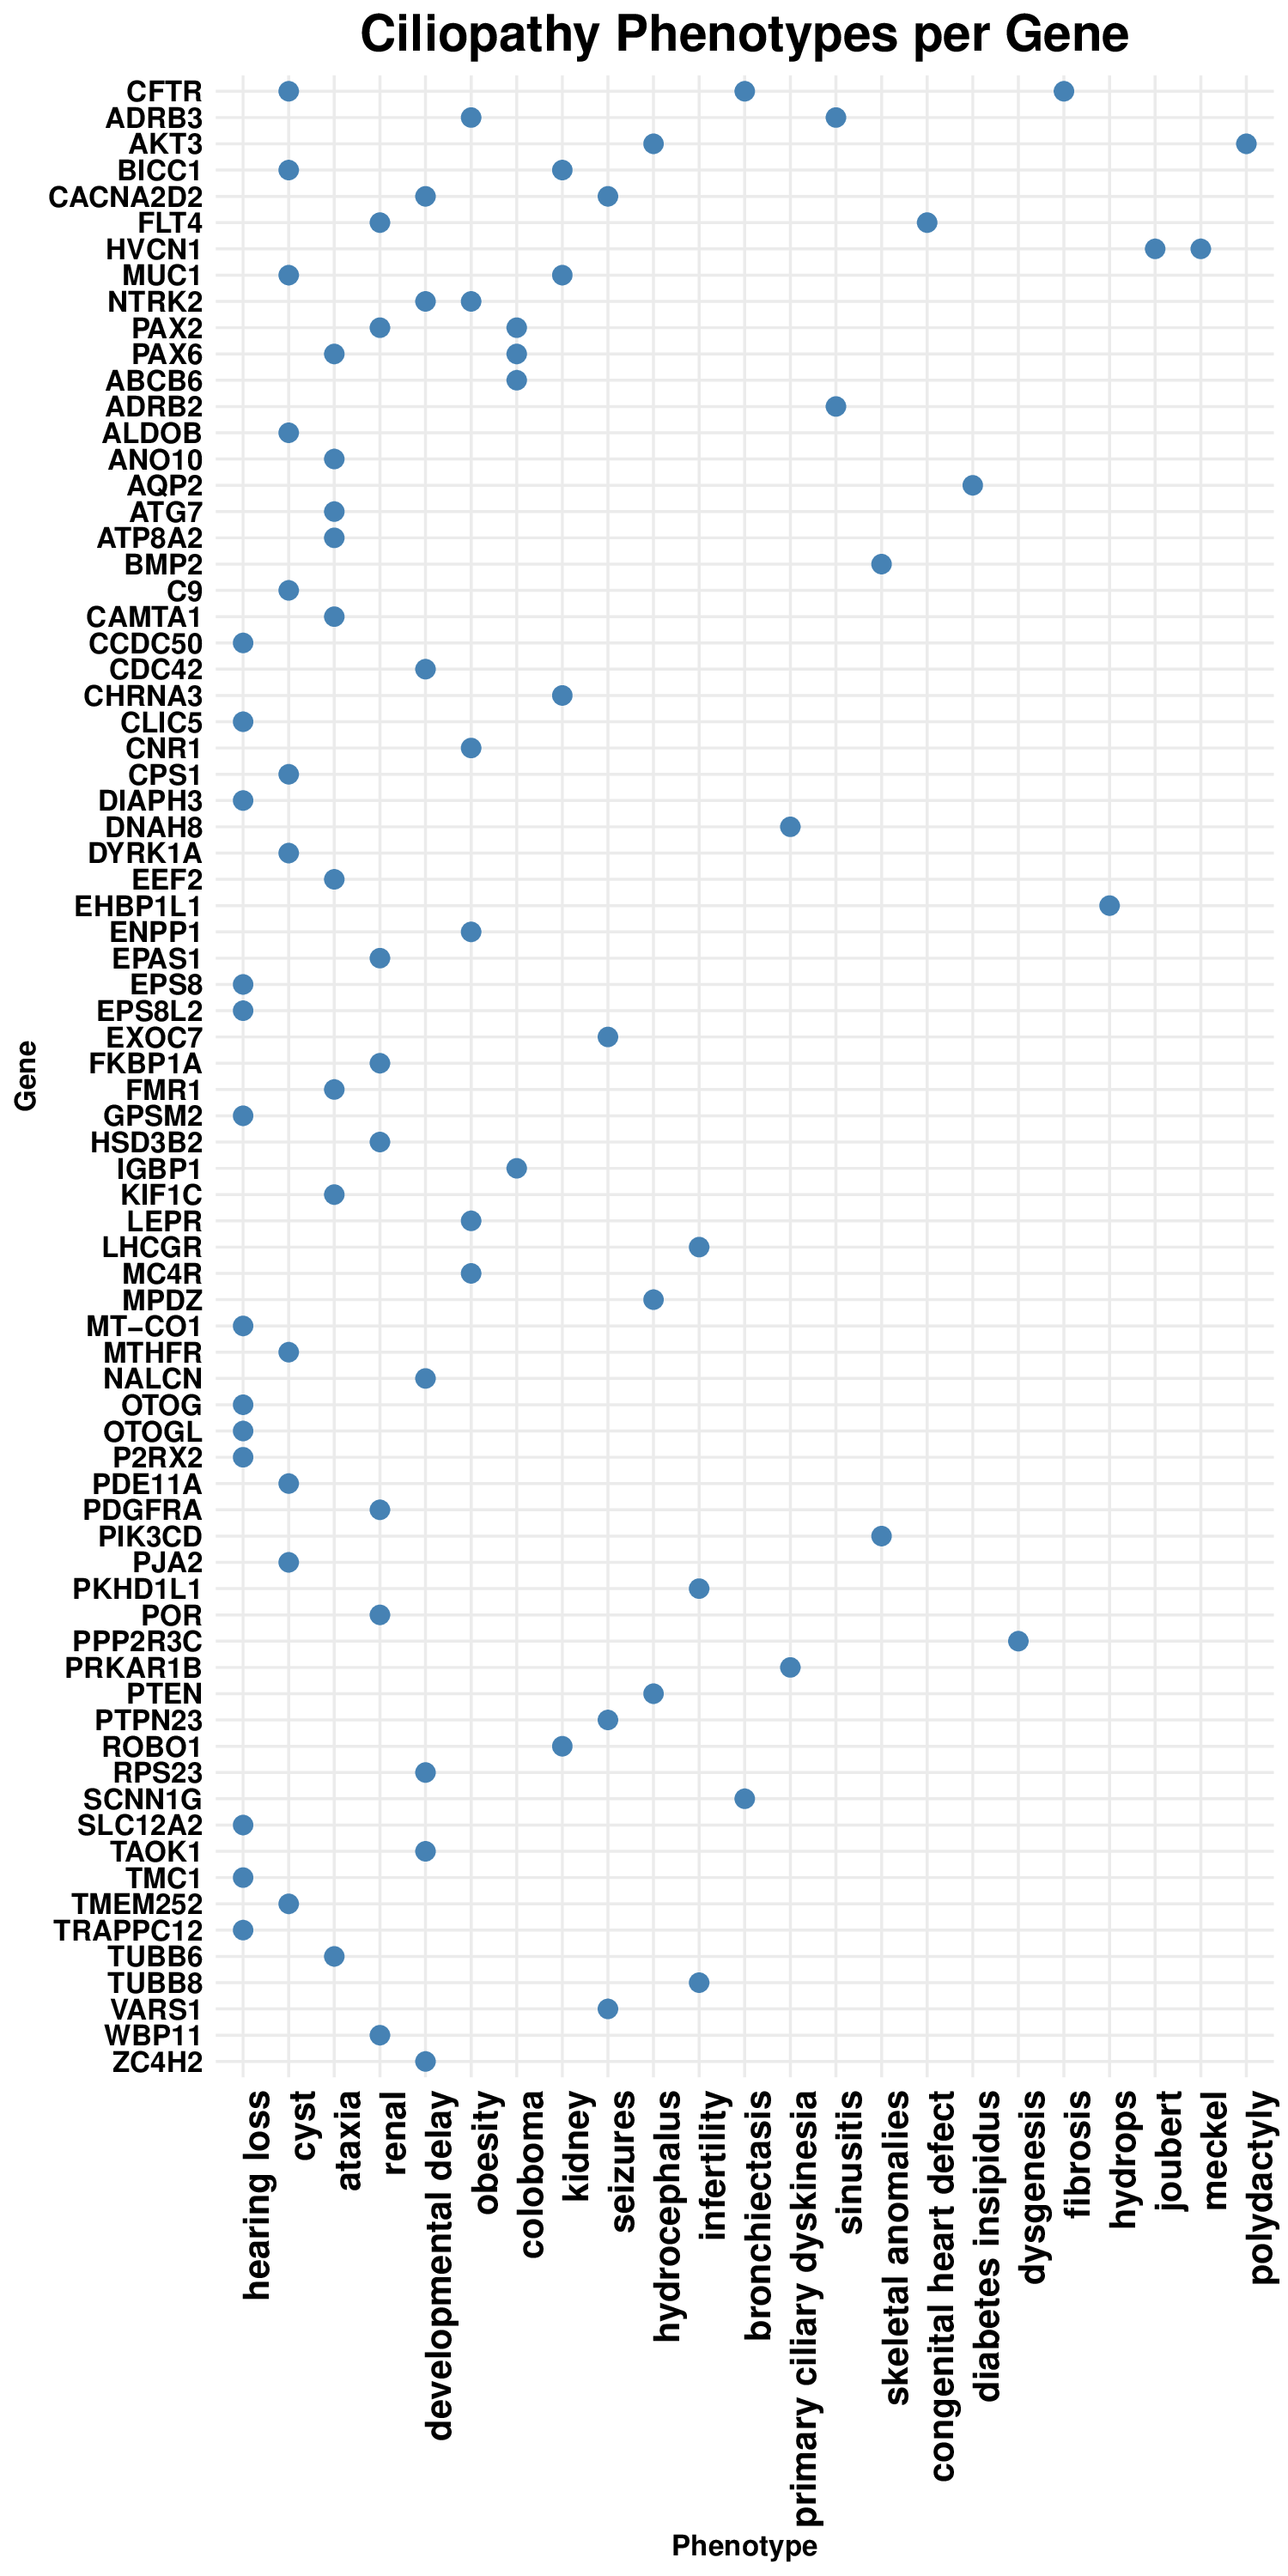 Ciliopathy Phenotypes per Gene
CFTR
ADRB3
AKT3
BICC1
CACNA2D2
FLT4
HVCN1
MUC1
NTRK2
PAX2
PAX6
ABCB6
ADRB2
ALDOB
ANO10
AQP2
ATG7
ATP8A2
BMP2
C9
CAMTA1
CCDC50
CDC42
CHRNA3
CLIC5
CNR1
CPS1
DIAPH3
DNAH8
DYRK1A
EEF2
EHBP1L1
ENPP1
EPAS1
EPS8
EPS8L2
EXOC7
FKBP1A
FMR1
GPSM2
HSD3B2
IGBP1
KIF1C
LEPR
LHCGR
MC4R
MPDZ
MT−CO1
MTHFR
NALCN
OTOG
OTOGL
P2RX2
PDE11A
PDGFRA
PIK3CD
PJA2
PKHD1L1
POR
PPP2R3C
PRKAR1B
PTEN
PTPN23
ROBO1
RPS23
SCNN1G
SLC12A2
TAOK1
TMC1
TMEM252
TRAPPC12
TUBB6
TUBB8
VARS1
WBP11
ZC4H2
Gene
hearing loss
cyst
ataxia
renal
developmental delay
obesity
coloboma
kidney
seizures
hydrocephalus
infertility
bronchiectasis
primary ciliary dyskinesia
sinusitis
skeletal anomalies
congenital heart defect
diabetes insipidus
dysgenesis
fibrosis
hydrops
joubert
meckel
polydactyly
Phenotype